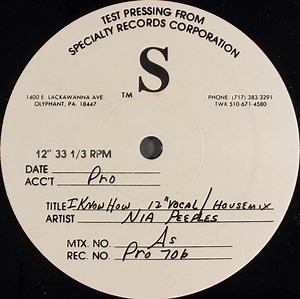 TEST PRESSING FROM
SPECIALTY RECORDS CORPORATION
S
TM
1400 E. LACKAWANNA AVE.
OLYPHANT, PA. 18447
PHONE: (717) 383-3291
TWX 510-671-4580
12" 33 1/3 RPM
DATE
ACC'T Pro
TITLE I KNOW HOW 12" VOCAL / HOUSEMIX
ARTIST NIA PEEPLES
MTX. NO. As
REC. NO. Pro 706